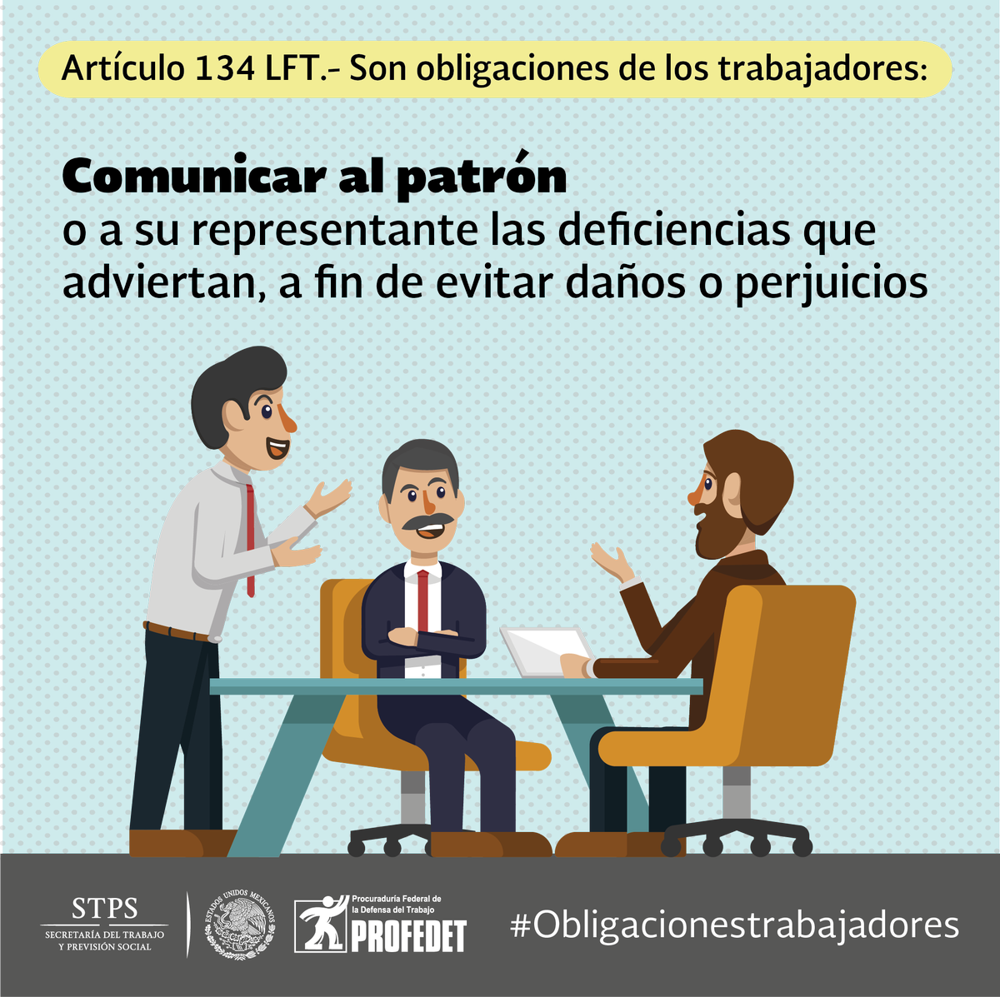 Artículo 134 LFT.- Son obligaciones de los trabajadores:
Comunicar al patrón
o a su representante las deficiencias que
adviertan, a fin de evitar daños o perjuicios
STPS
SECRETARÍA DEL TRABAJO
Y PREVISIÓN SOCIAL
ESTADOS UNIDOS MEXICANOS
Procuraduría Federal de
la Defensa del Trabajo
PROFEDET
#Obligacionestrabajadores